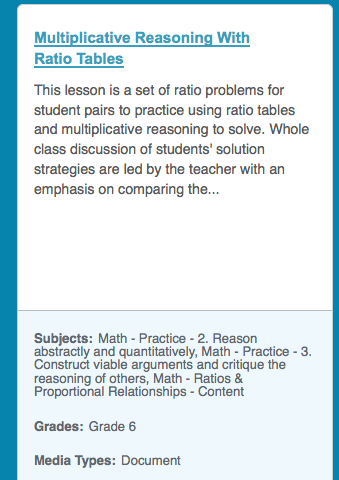 Multiplicative Reasoning With
Ratio Tables
This lesson is a set of ratio problems for
student pairs to practice using ratio tables
and multiplicative reasoning to solve. Whole
class discussion of students' solution
strategies are led by the teacher with an
emphasis on comparing the...
Subjects: Math - Practice - 2. Reason
abstractly and quantitatively, Math - Practice - 3.
Construct viable arguments and critique the
reasoning of others, Math - Ratios &
Proportional Relationships - Content
Grades: Grade 6
Media Types: Document